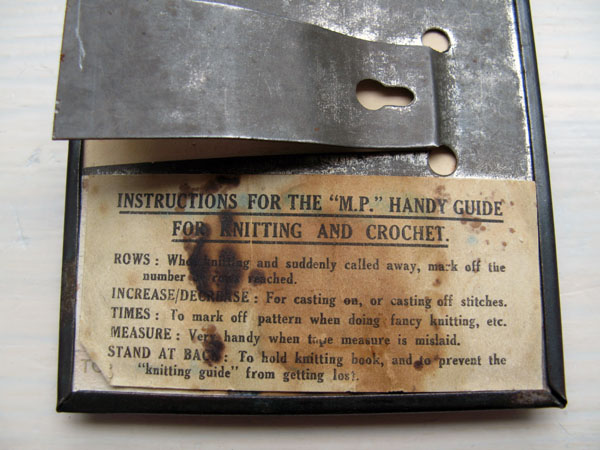 INSTRUCTIONS FOR THE "M.P." HANDY GUIDE
FOR KNITTING AND CROCHET.
ROWS : When knitting and suddenly called away, mark off the
number of rows reached.
INCREASE/DECREASE : For casting on, or casting off stitches.
TIMES : To mark off pattern when doing fancy knitting, etc.
MEASURE : Very handy when tape measure is mislaid.
STAND AT BACK : To hold knitting book, and to prevent the
"knitting guide" from getting lost.